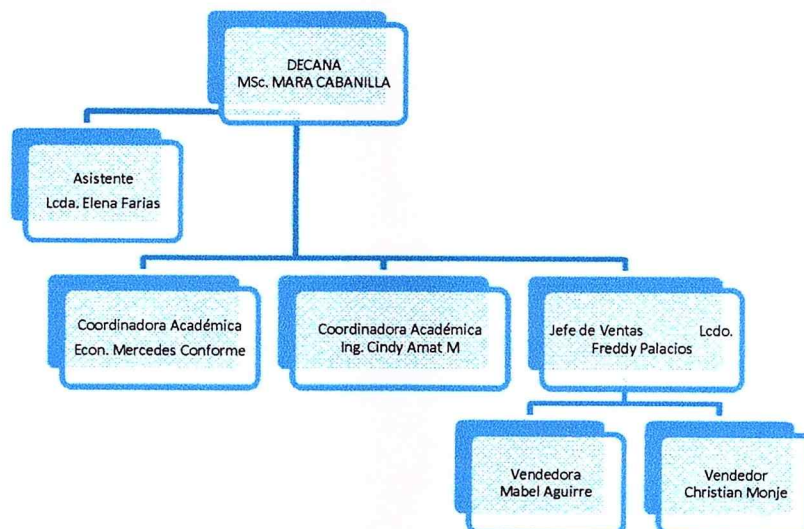 DECANA
MSc. MARA CABANILLA
Asistente
Lcda. Elena Farias
Coordinadora Académica
Econ. Mercedes Conforme
Coordinadora Académica
Ing. Cindy Amat M
Jefe de Ventas Lcdo.
Freddy Palacios
Vendedora
Mabel Aguirre
Vendedor
Christian Monje